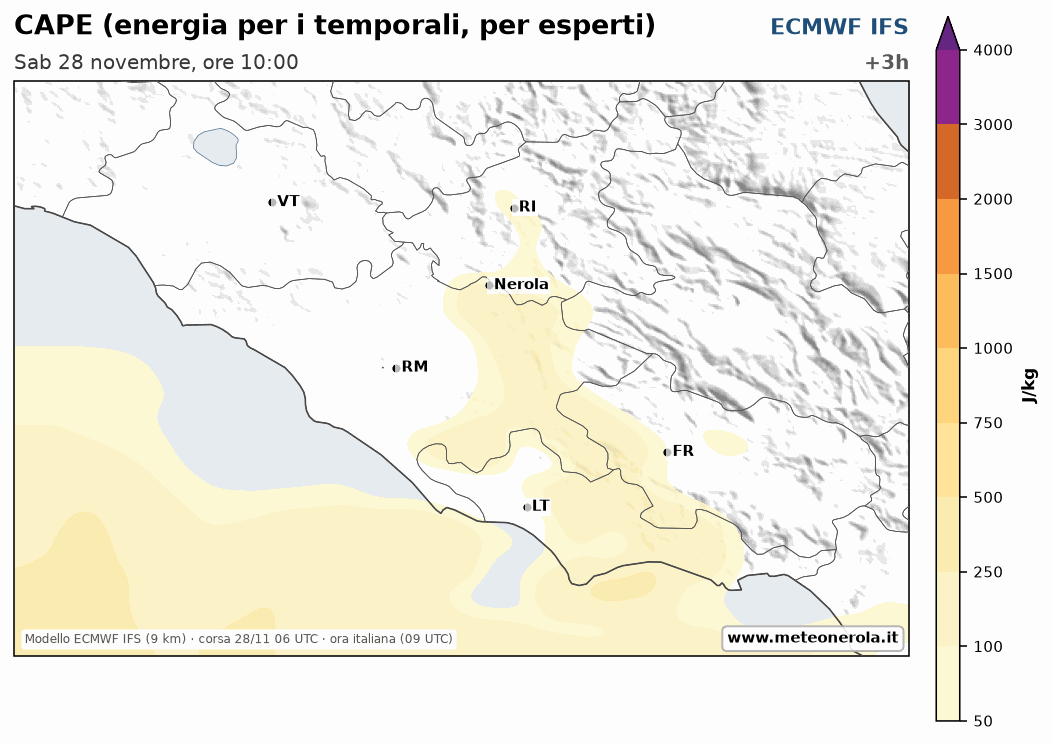 CAPE (energia per i temporali, per esperti)
ECMWF IFS
Sab 28 novembre, ore 10:00
+3h
4000
3000
2000
1500
1000
750
500
250
100
50
J/kg
VT
RI
Nerola
RM
FR
LT
Modello ECMWF IFS (9 km) · corsa 28/11 06 UTC · ora italiana (09 UTC)
www.meteonerola.it